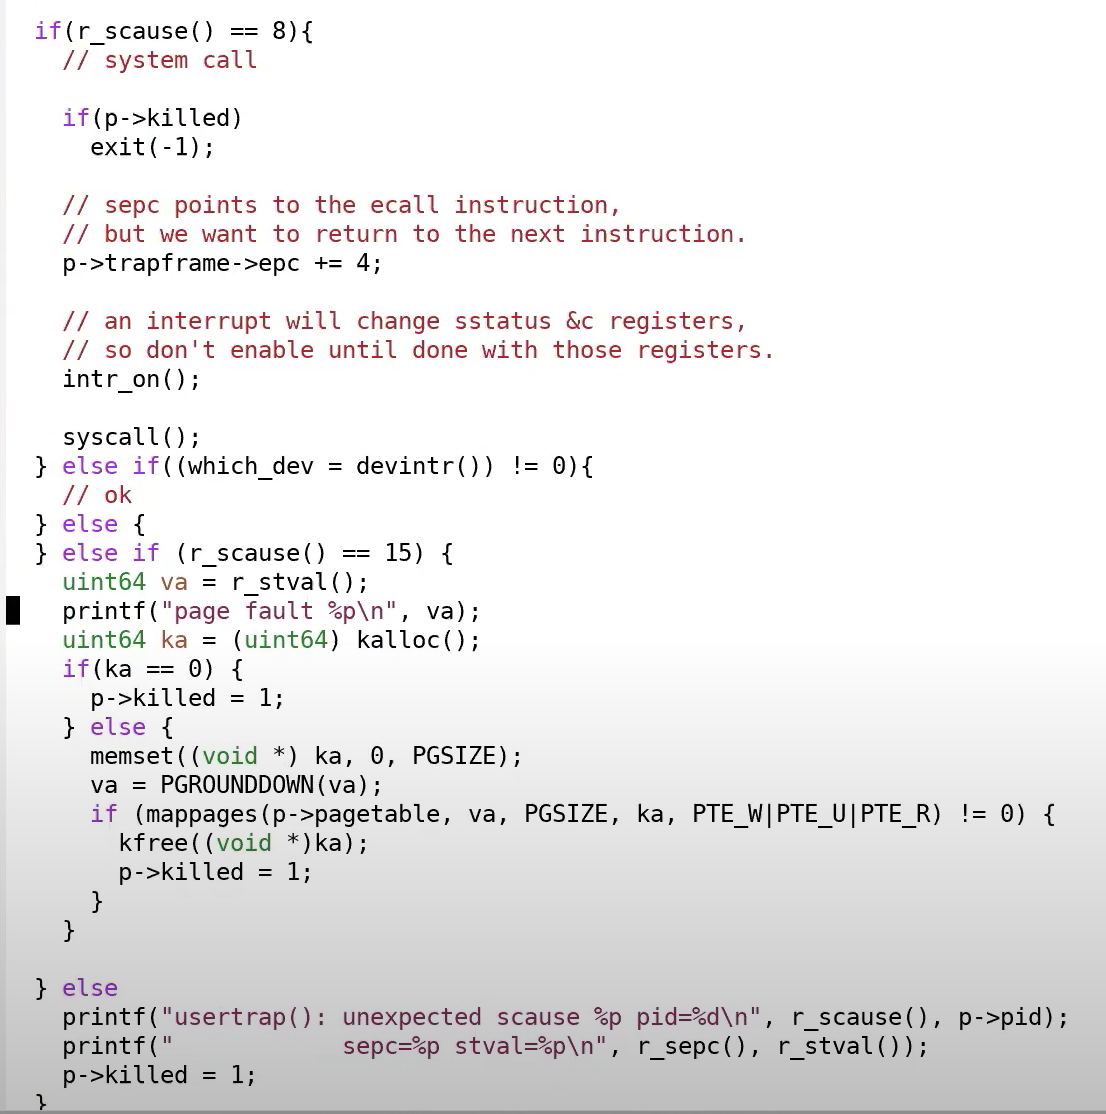 if(r_scause() == 8){
// system call
if(p->killed)
exit(-1);
// sepc points to the ecall instruction,
// but we want to return to the next instruction.
p->trapframe->epc += 4;
// an interrupt will change sstatus &c registers,
// so don't enable until done with those registers.
intr_on();
syscall();
} else if((which_dev = devintr()) != 0){
// ok
} else {
} else if (r_scause() == 15) {
uint64 va = r_stval();
printf("page fault %p\n", va);
uint64 ka = (uint64) kalloc();
if(ka == 0) {
p->killed = 1;
} else {
memset((void *) ka, 0, PGSIZE);
va = PGROUNDDOWN(va);
if (mappages(p->pagetable, va, PGSIZE, ka, PTE_W|PTE_U|PTE_R) != 0) {
kfree((void *)ka);
p->killed = 1;
}
}
} else
printf("usertrap(): unexpected scause %p pid=%d\n", r_scause(), p->pid);
printf("            sepc=%p stval=%p\n", r_sepc(), r_stval());
p->killed = 1;
}